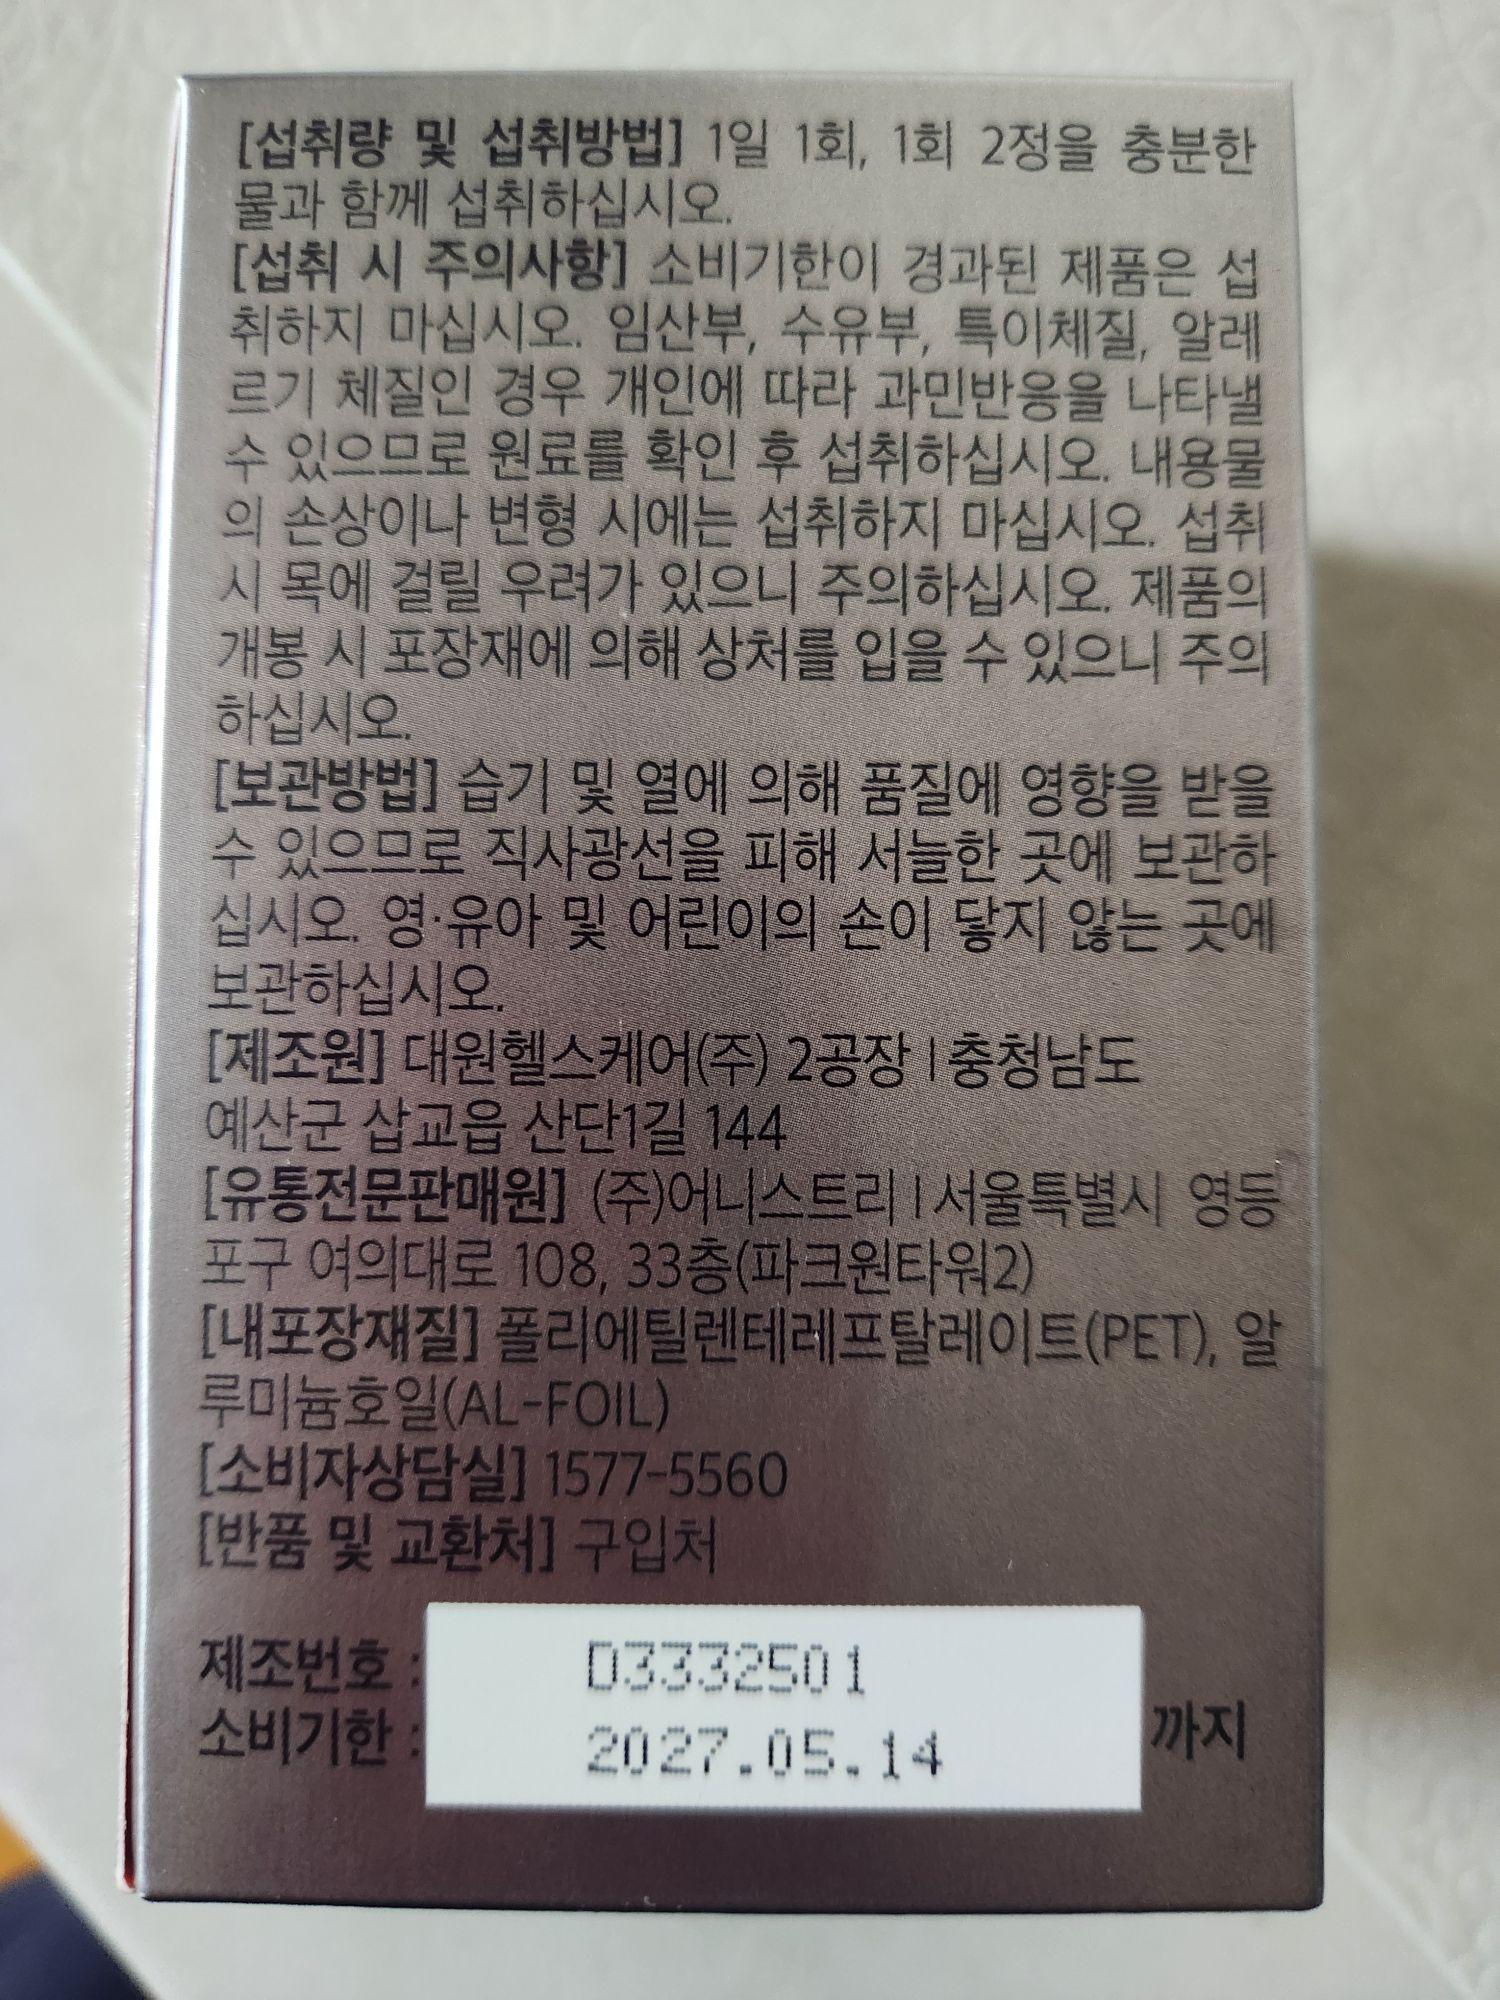 [섭취량 및 섭취방법] 1일 1회, 1회 2정을 충분한
물과 함께 섭취하십시오.
[섭취 시 주의사항] 소비기한이 경과된 제품은 섭
취하지 마십시오. 임산부, 수유부, 특이체질, 알레
르기 체질인 경우 개인에 따라 과민반응을 나타낼
수 있으므로 원료를 확인 후 섭취하십시오. 내용물
의 손상이나 변형 시에는 섭취하지 마십시오. 섭취
시 목에 걸릴 우려가 있으니 주의하십시오. 제품의
개봉 시 포장재에 의해 상처를 입을 수 있으니 주의
하십시오.
[보관방법] 습기 및 열에 의해 품질에 영향을 받을
수 있으므로 직사광선을 피해 서늘한 곳에 보관하
십시오. 영·유아 및 어린이의 손이 닿지 않는 곳에
보관하십시오.
[제조원] 대원헬스케어(주) 2공장 | 충청남도
예산군 삽교읍 산단1길 144
[유통전문판매원] (주)어니스트리 | 서울특별시 영등
포구 여의대로 108, 33층(파크원타워2)
[내포장재질] 폴리에틸렌테레프탈레이트(PET), 알
루미늄호일(AL-FOIL)
[소비자상담실] 1577-5560
[반품 및 교환처] 구입처
제조번호 : D3332501
소비기한 : 2027.05.14 까지